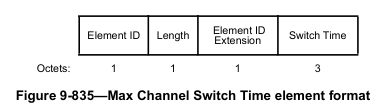 Element ID Length Element ID Extension Switch Time
Octets: 1 1 1 3
Figure 9-835—Max Channel Switch Time element format